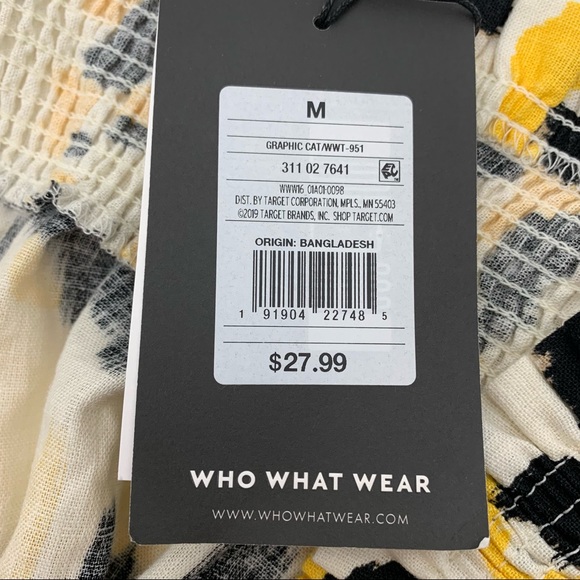 M
GRAPHIC CAT/WWT-951
311 02 7641
WWW16 01A01-0098
DIST. BY TARGET CORPORATION, MPLS., MN 55403
©2019 TARGET BRANDS, INC. SHOP TARGET.COM
ORIGIN: BANGLADESH
1 91904 22748 5
$27.99
WHO WHAT WEAR
WWW.WHOWHATWEAR.COM